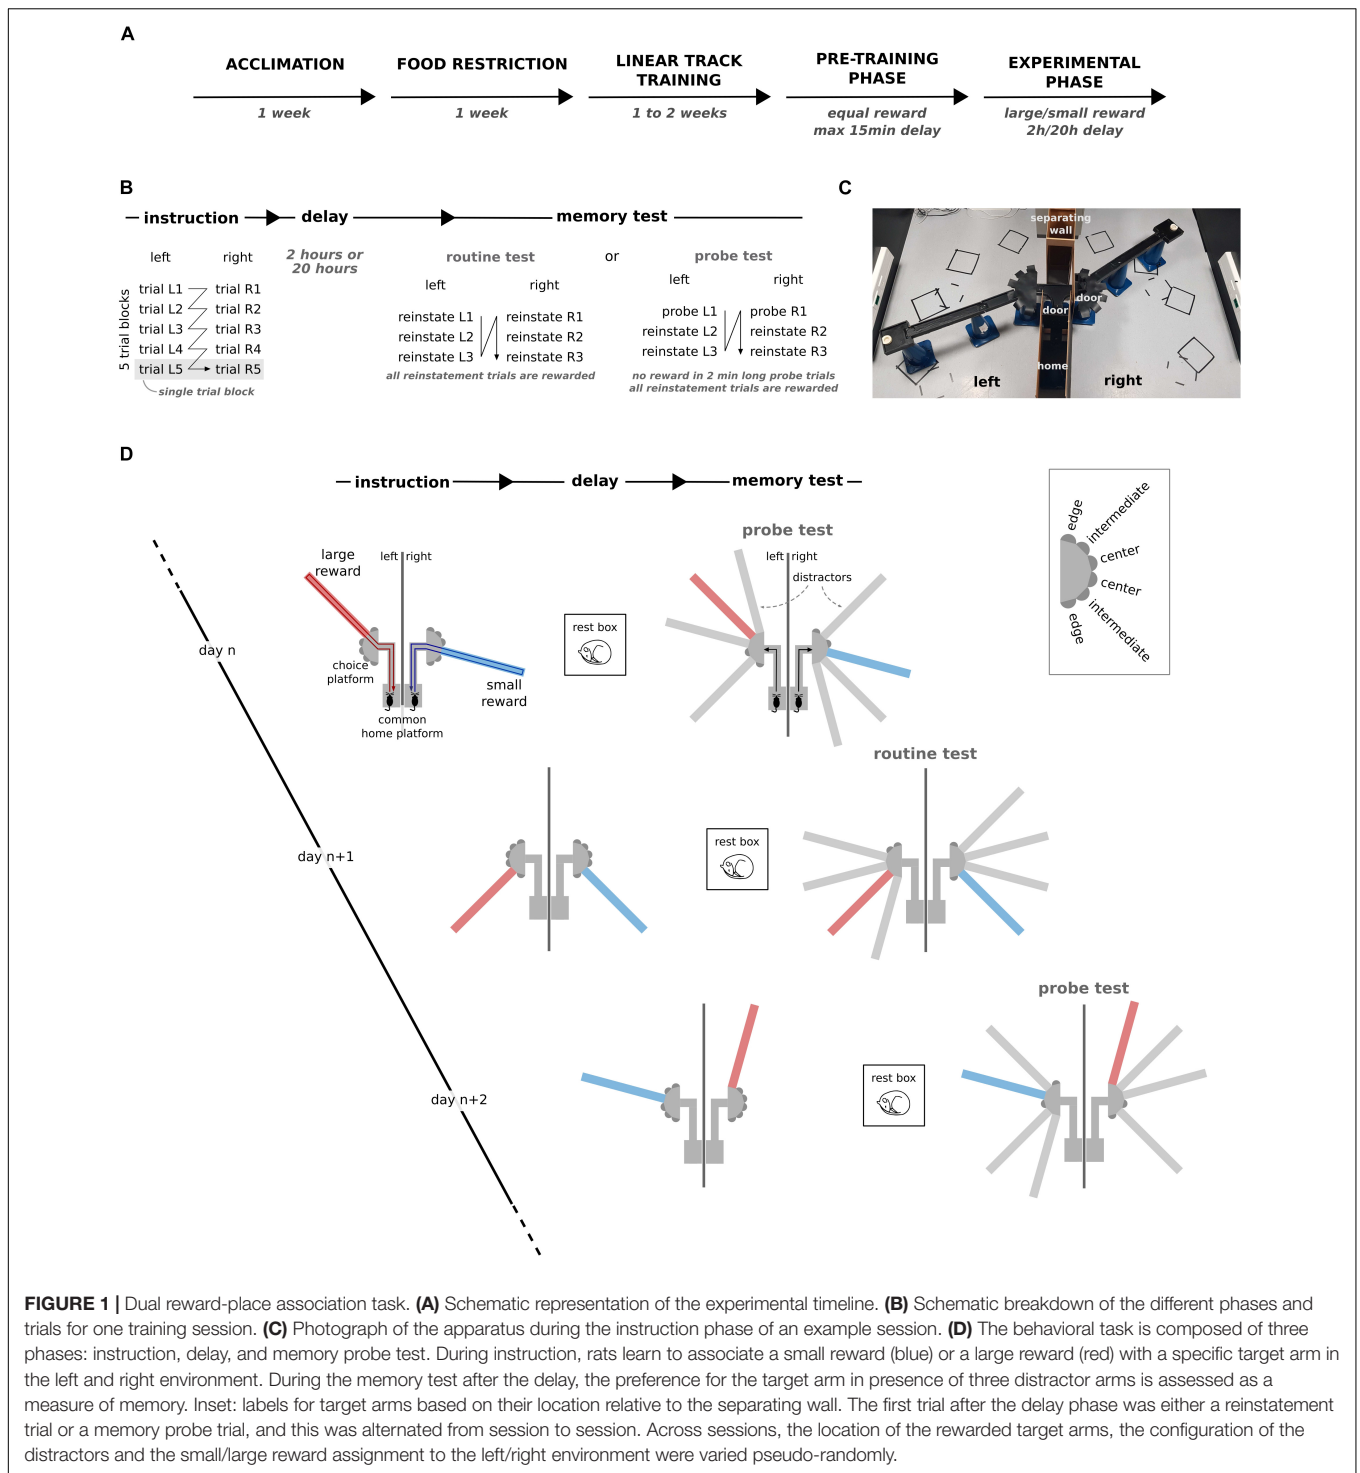 A
ACCLIMATION
1 week
FOOD RESTRICTION
1 week
LINEAR TRACK
TRAINING
1 to 2 weeks
PRE-TRAINING
PHASE
equal reward
max 15min delay
EXPERIMENTAL
PHASE
large/small reward
2h/20h delay
B
instruction
delay
memory test
left
right
2 hours or
20 hours
5 trial blocks
trial L1
trial R1
trial L2
trial R2
trial L3
trial R3
trial L4
trial R4
trial L5
trial R5
single trial block
routine test
left
right
reinstate L1
reinstate R1
reinstate L2
reinstate R2
reinstate L3
reinstate R3
all reinstatement trials are rewarded
or
probe test
left
right
probe L1
probe R1
reinstate L2
reinstate R2
reinstate L3
reinstate R3
no reward in 2 min long probe trials
all reinstatement trials are rewarded
C
separating
wall
door
door
home
left
right
D
instruction
delay
memory test
edge
intermediate
center
center
intermediate
edge
day n
large
reward
left
right
choice
platform
small
reward
common
home platform
rest box
probe test
left
right
distractors
day n+1
rest box
routine test
day n+2
rest box
probe test
FIGURE 1 | Dual reward-place association task. (A) Schematic representation of the experimental timeline. (B) Schematic breakdown of the different phases and
trials for one training session. (C) Photograph of the apparatus during the instruction phase of an example session. (D) The behavioral task is composed of three
phases: instruction, delay, and memory probe test. During instruction, rats learn to associate a small reward (blue) or a large reward (red) with a specific target arm in
the left and right environment. During the memory test after the delay, the preference for the target arm in presence of three distractor arms is assessed as a
measure of memory. Inset: labels for target arms based on their location relative to the separating wall. The first trial after the delay phase was either a reinstatement
trial or a memory probe trial, and this was alternated from session to session. Across sessions, the location of the rewarded target arms, the configuration of the
distractors and the small/large reward assignment to the left/right environment were varied pseudo-randomly.